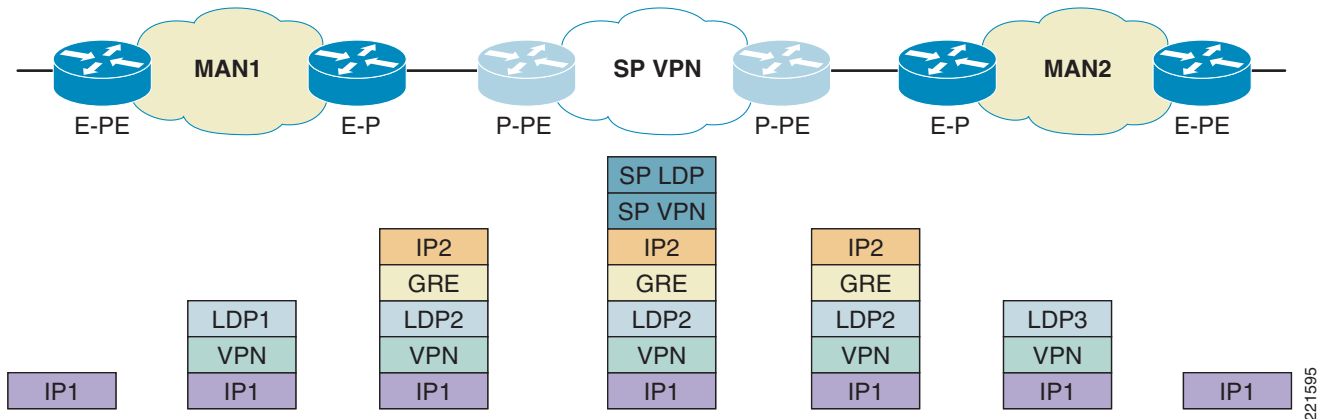 MAN1
SP VPN
MAN2
E-PE
E-P
P-PE
P-PE
E-P
E-PE
SP LDP
SP VPN
IP2
IP2
IP2
GRE
GRE
GRE
LDP1
LDP2
LDP2
LDP2
LDP3
VPN
VPN
VPN
VPN
VPN
IP1
IP1
IP1
IP1
IP1
IP1
IP1
221595